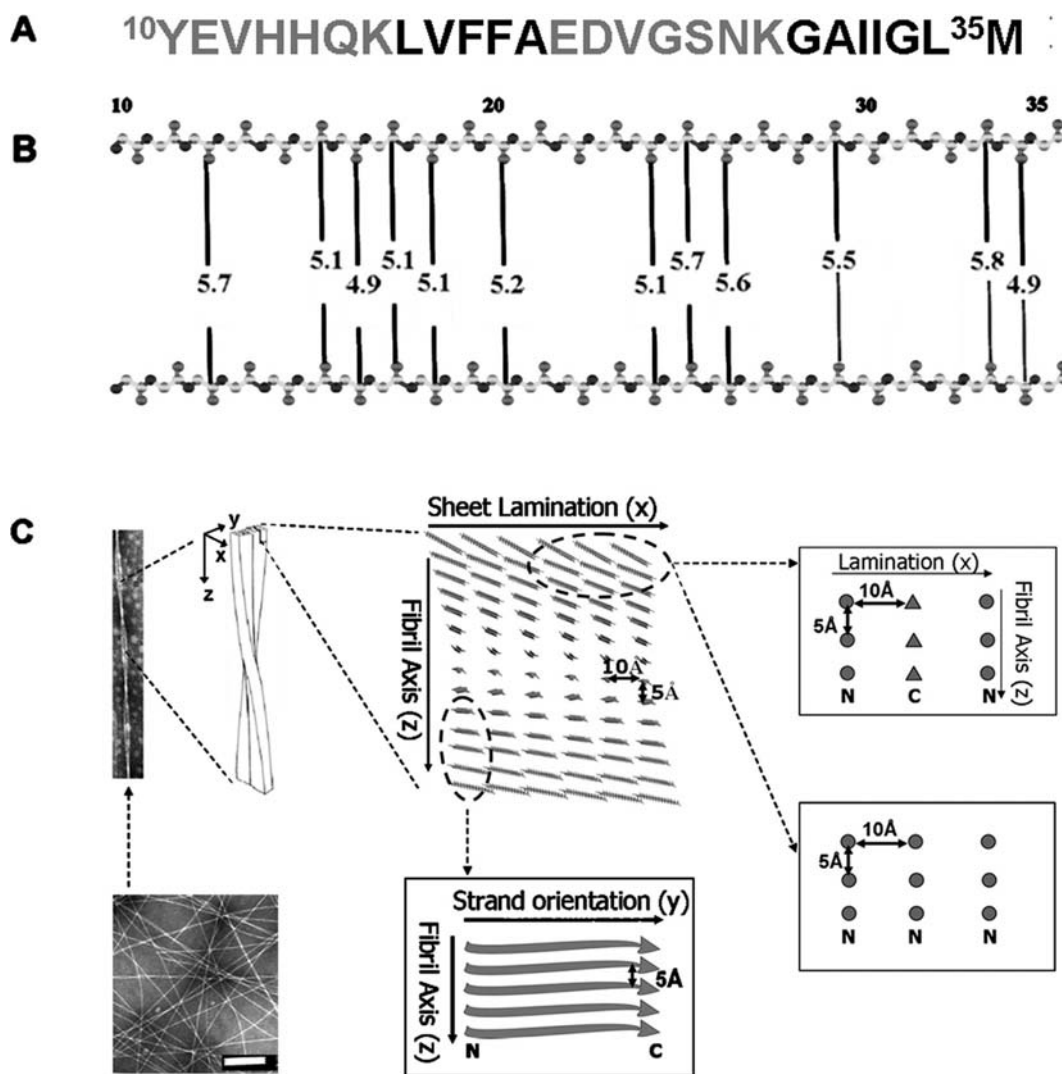 A
¹⁰YEVHHQKLVFFAEDVGSNKGAIIGL³⁵M
10 20 30 35
B
5.7 5.1 4.9 5.1 5.1 5.2 5.1 5.7 5.6 5.5 5.8 4.9
C
y
x
z
Sheet Lamination (x)
Fibril Axis (z)
10Å
5Å
Lamination (x)
10Å
5Å
Fibril Axis (z)
N C N
10Å
5Å
N N N
Strand orientation (y)
Fibril Axis (z)
5Å
N C